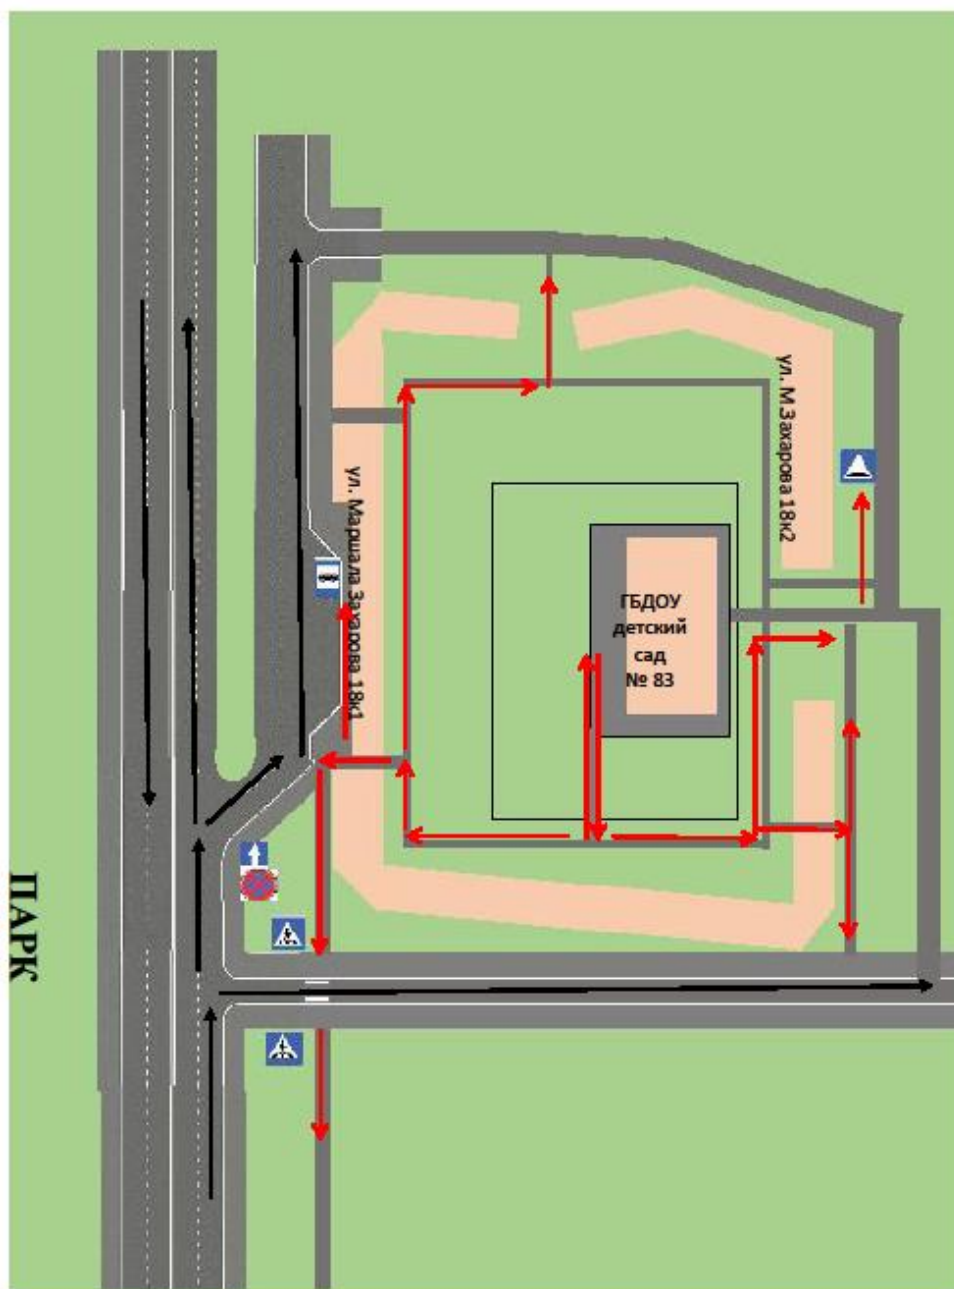 ул. М.Захарова 18к2
ул. Маршала Захарова 18к1
ГБДОУ
детский
сад
№ 83
ПАРК